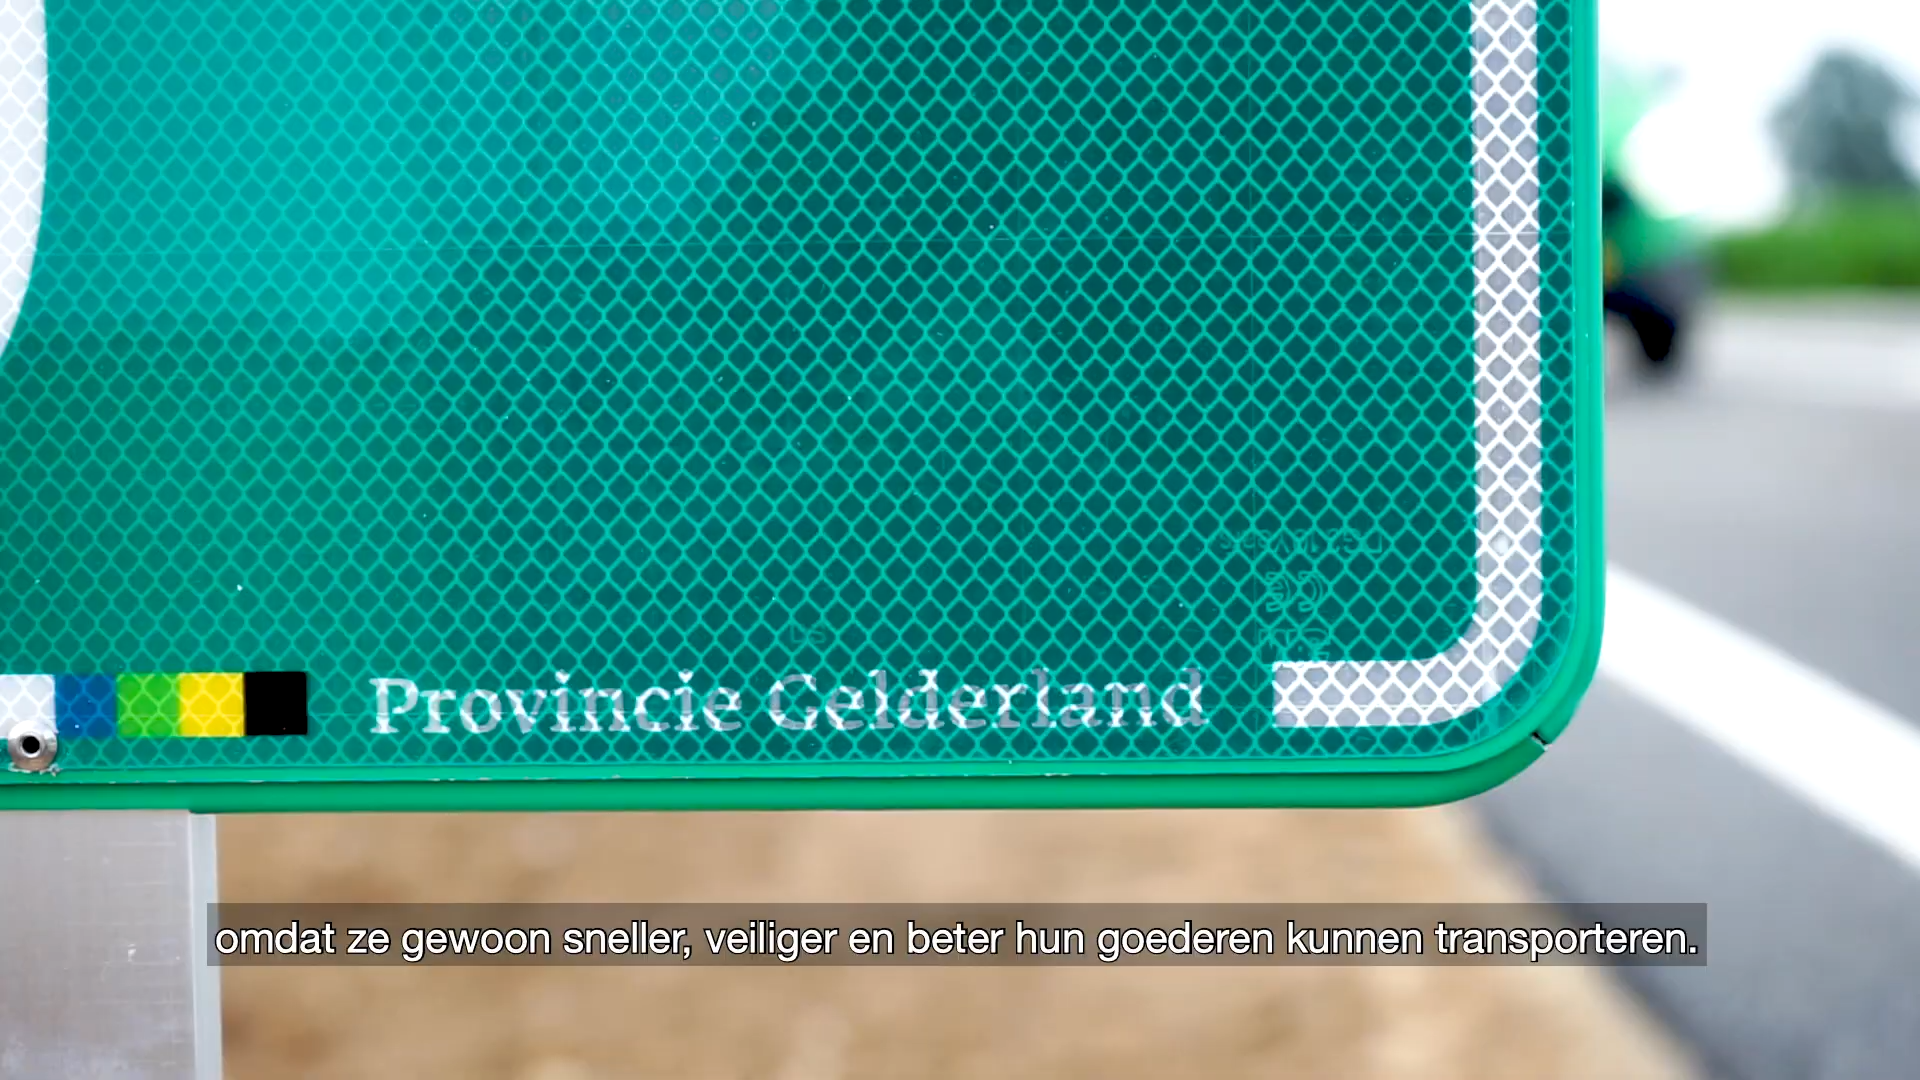 Provincie Gelderland
omdat ze gewoon sneller, veiliger en beter hun goederen kunnen transporteren.